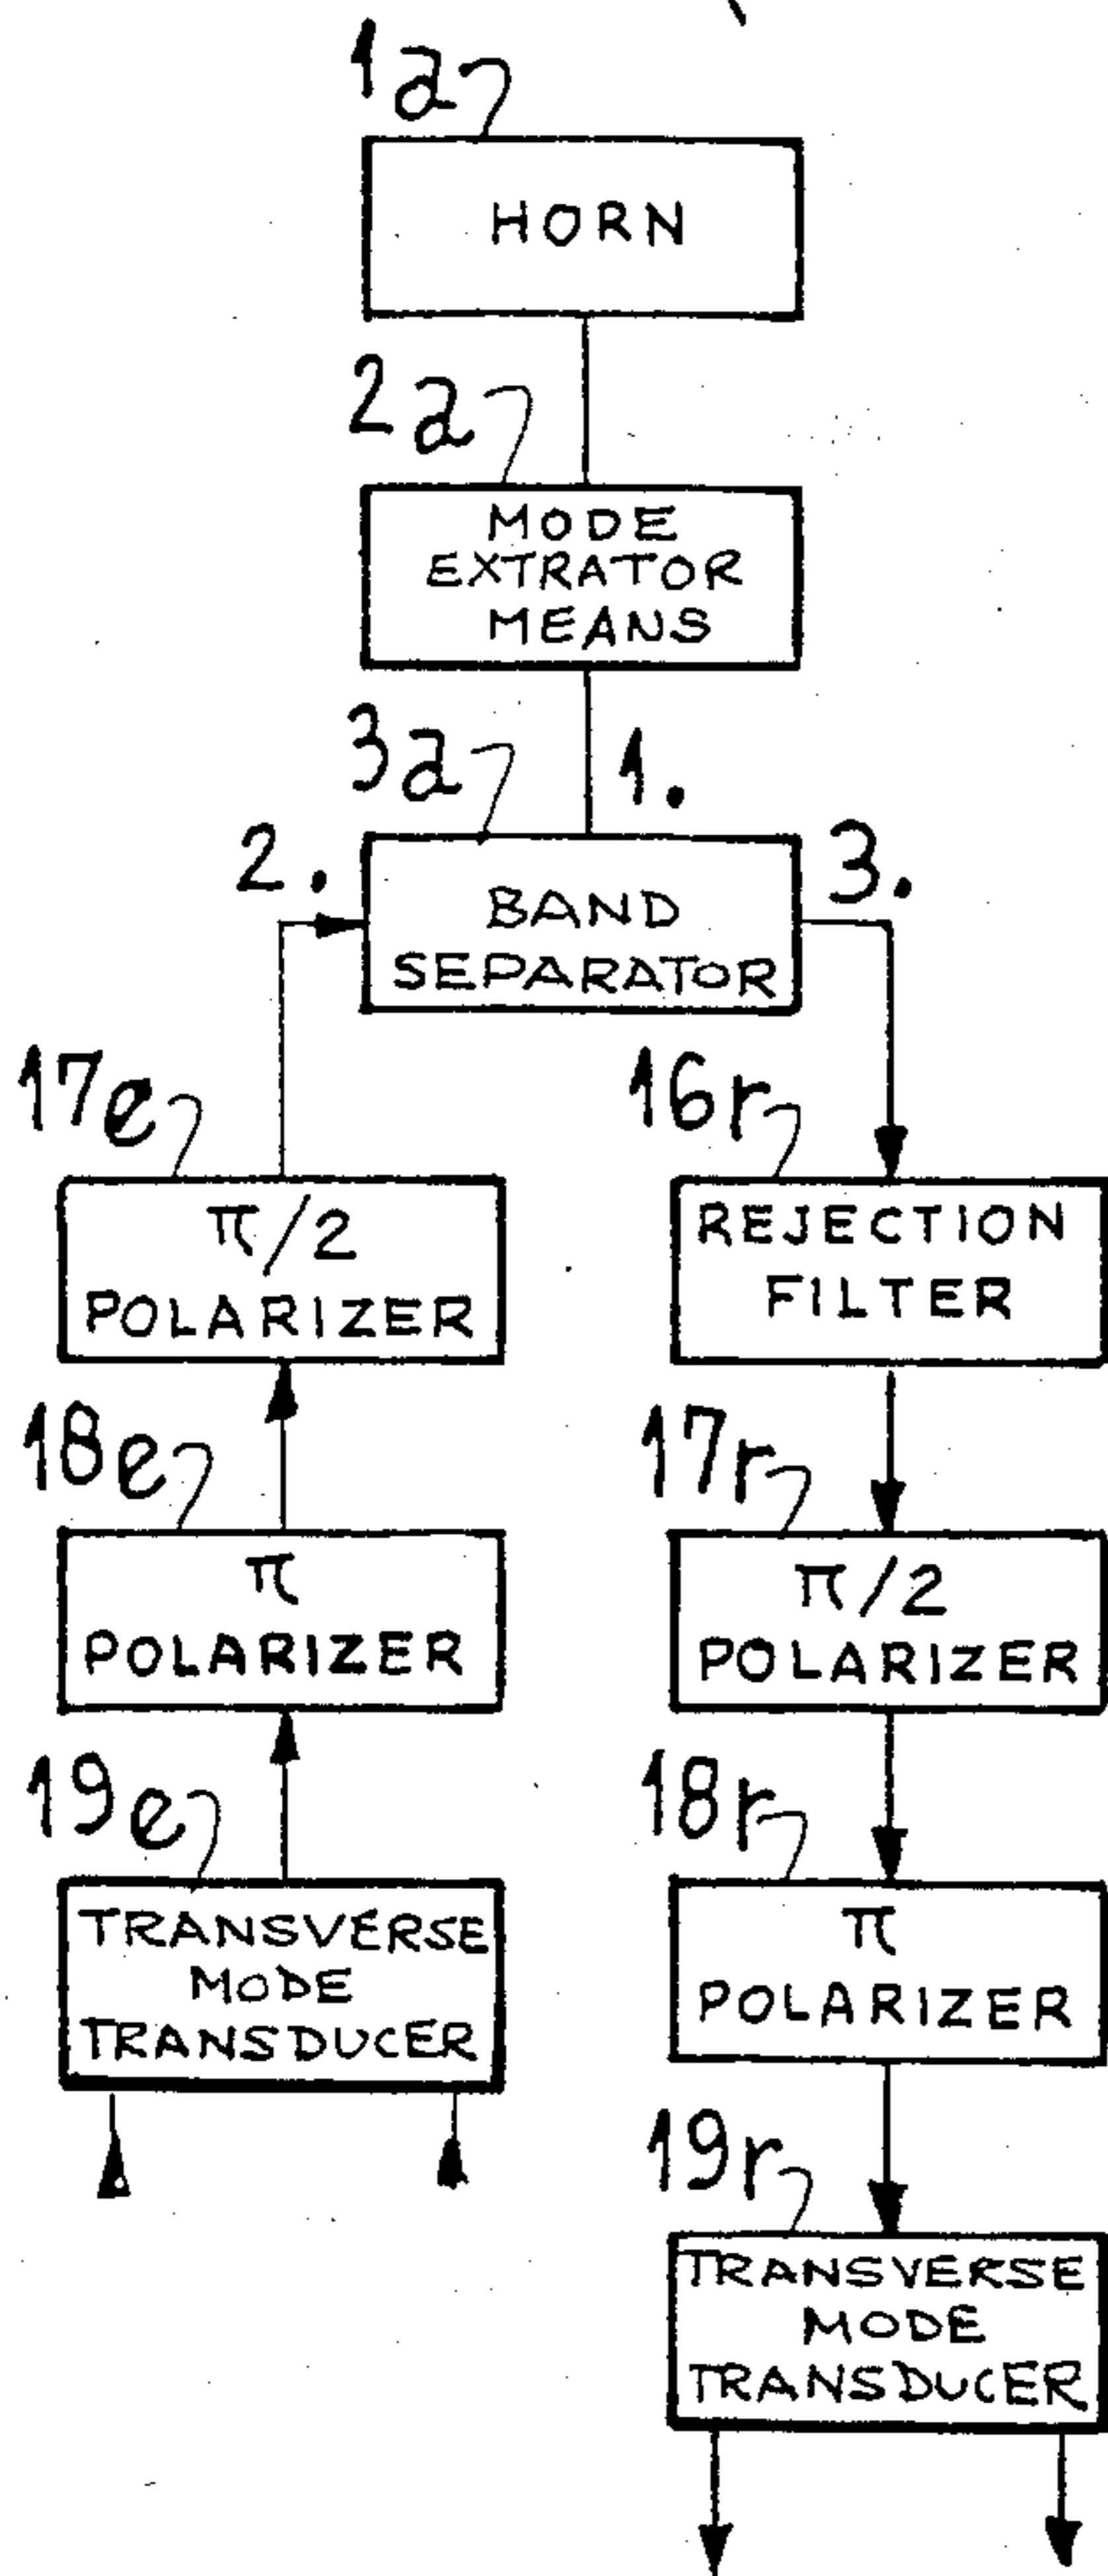 1a
HORN
2a
MODE
EXTRATOR
MEANS
3a
1.
2.
3.
BAND
SEPARATOR
17e
16r
π/2
POLARIZER
REJECTION
FILTER
18e
17r
π
POLARIZER
π/2
POLARIZER
19e
18r
TRANSVERSE
MODE
TRANSDUCER
π
POLARIZER
19r
TRANSVERSE
MODE
TRANSDUCER